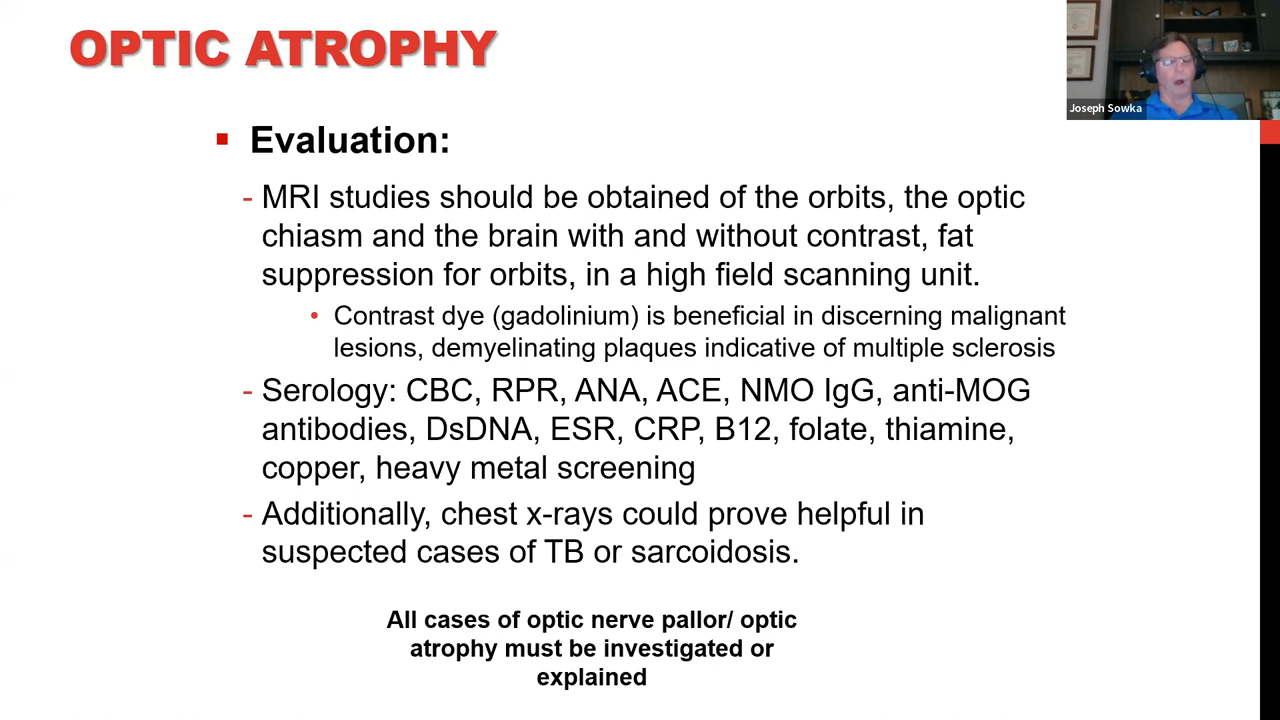 OPTIC ATROPHY
Joseph Sowka
▪ Evaluation:
- MRI studies should be obtained of the orbits, the optic
chiasm and the brain with and without contrast, fat
suppression for orbits, in a high field scanning unit.
• Contrast dye (gadolinium) is beneficial in discerning malignant
lesions, demyelinating plaques indicative of multiple sclerosis
- Serology: CBC, RPR, ANA, ACE, NMO IgG, anti-MOG
antibodies, DsDNA, ESR, CRP, B12, folate, thiamine,
copper, heavy metal screening
- Additionally, chest x-rays could prove helpful in
suspected cases of TB or sarcoidosis.
All cases of optic nerve pallor/ optic
atrophy must be investigated or
explained